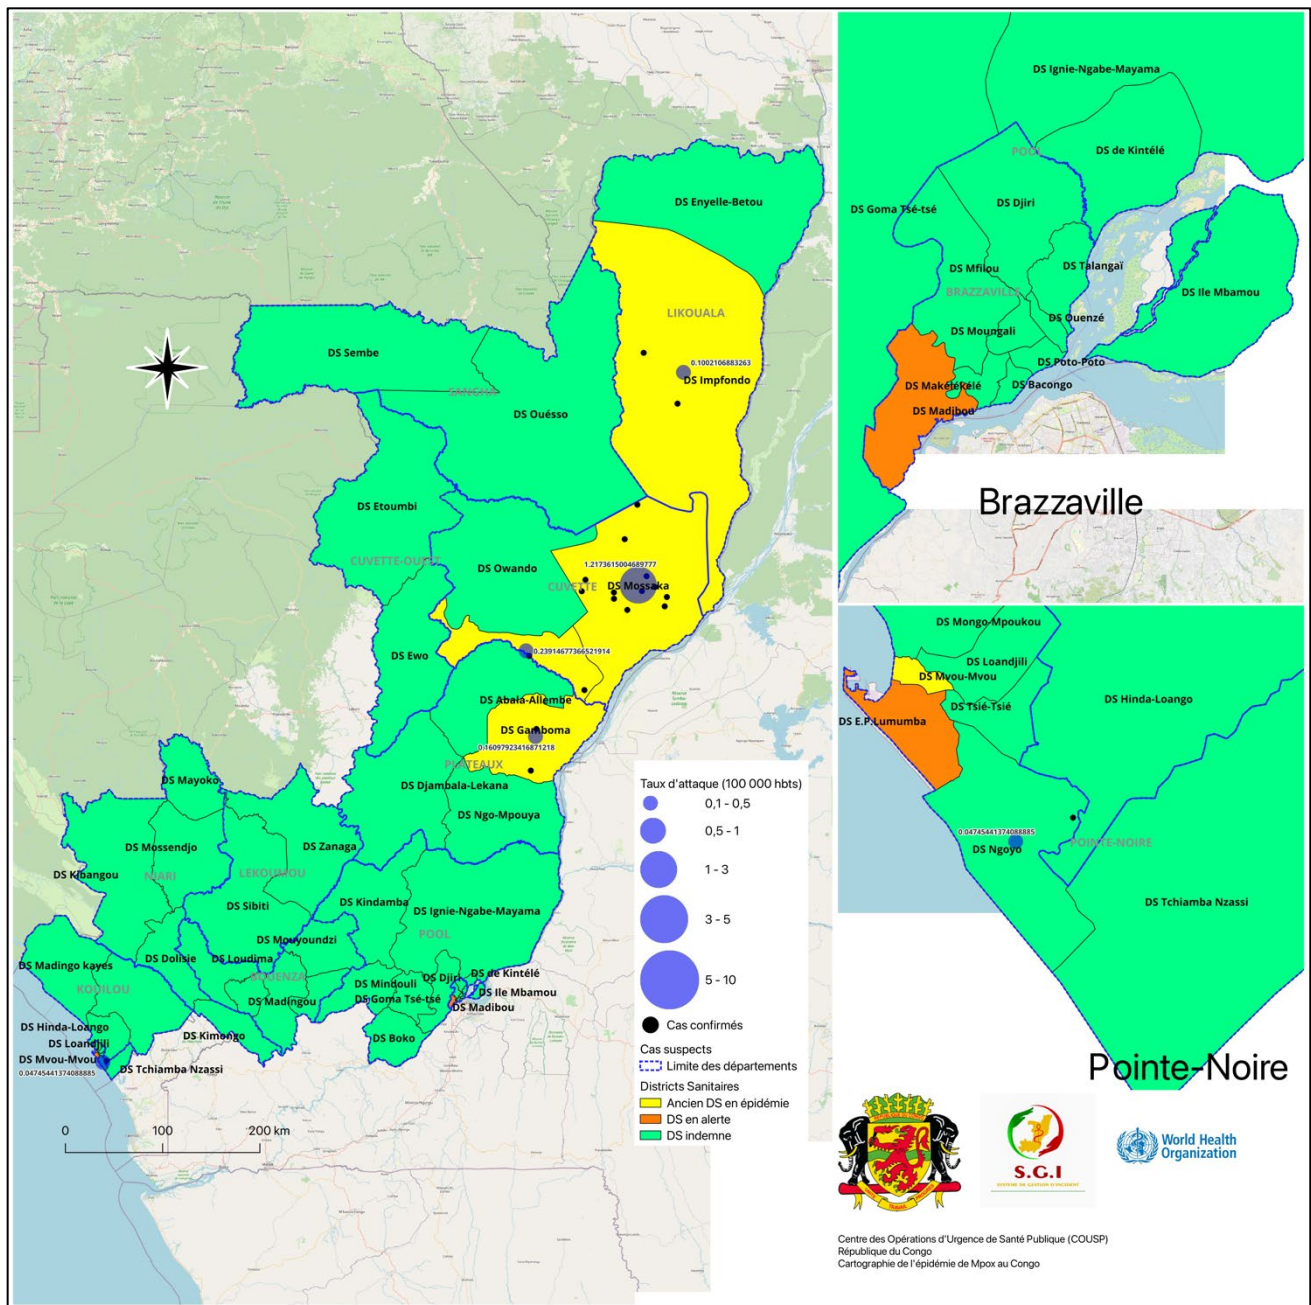 DS Enyelle-Betou
LIKOUALA
0.1002106883263
DS Impfondo
DS Sembe
SANGHA
DS Ouésso
DS Etoumbi
CUVETTE-OUEST
DS Owando
1.2173615004689777
CUVETTE
DS Mossaka
0.23914677366521914
DS Ewo
DS Abala-Allembe
DS Gamboma
0.16097923416871218
PLATEAUX
DS Djambala-Lekana
DS Ngo-Mpouya
DS Mayoko
DS Mossendjo
DS Zanaga
DS Kibangou
NIARI
LEKOUMOU
DS Sibiti
DS Kindamba
DS Ignie-Ngabe-Mayama
POOL
DS Mouyoundzi
DS Dolisie
DS Loudima
DS Madingo kayes
KOUILOU
BOUENZA
DS Madingou
DS Mindouli
DS Djiri
DS de Kintélé
DS Goma Tsé-tsé
DS Ile Mbamou
DS Madibou
DS Hinda-Loango
DS Kimongo
DS Boko
DS Loandjili
DS Mvou-Mvou
DS Tchiamba Nzassi
0.04745441374088885
0 100 200 km
Taux d'attaque (100 000 hbts)
0,1 - 0,5
0,5 - 1
1 - 3
3 - 5
5 - 10
Cas confirmés
Cas suspects
Limite des départements
Districts Sanitaires
Ancien DS en épidémie
DS en alerte
DS indemne
DS Ignie-Ngabe-Mayama
POOL
DS de Kintélé
DS Goma Tsé-tsé
DS Djiri
DS Mfilou
DS Talangaï
BRAZZAVILLE
DS Ile Mbamou
DS Ouenzé
DS Moungali
DS Poto-Poto
DS Makélékélé
DS Bacongo
DS Madibou
Brazzaville
DS Mongo-Mpoukou
DS Loandjili
DS Mvou-Mvou
DS Hinda-Loango
DS Tsié-Tsié
DS E.P.Lumumba
0.04745441374088885
DS Ngoyo
POINTE-NOIRE
DS Tchiamba Nzassi
Pointe-Noire
S.G.I
SYSTEME DE GESTION D'INCIDENT
World Health
Organization
Centre des Opérations d'Urgence de Santé Publique (COUSP)
République du Congo
Cartographie de l'épidémie de Mpox au Congo